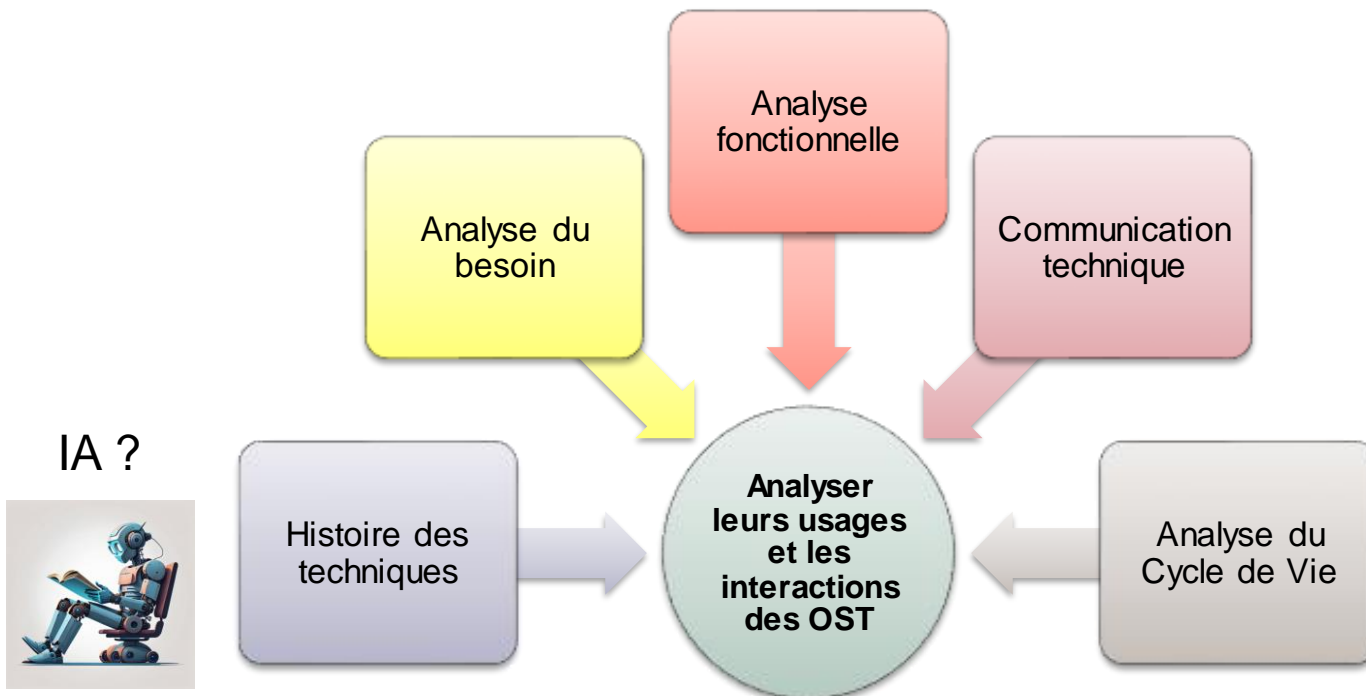 Analyse
fonctionnelle
Analyse du
besoin
Communication
technique
IA ?
Histoire des
techniques
Analyser
leurs usages
et les
interactions
des OST
Analyse du
Cycle de Vie